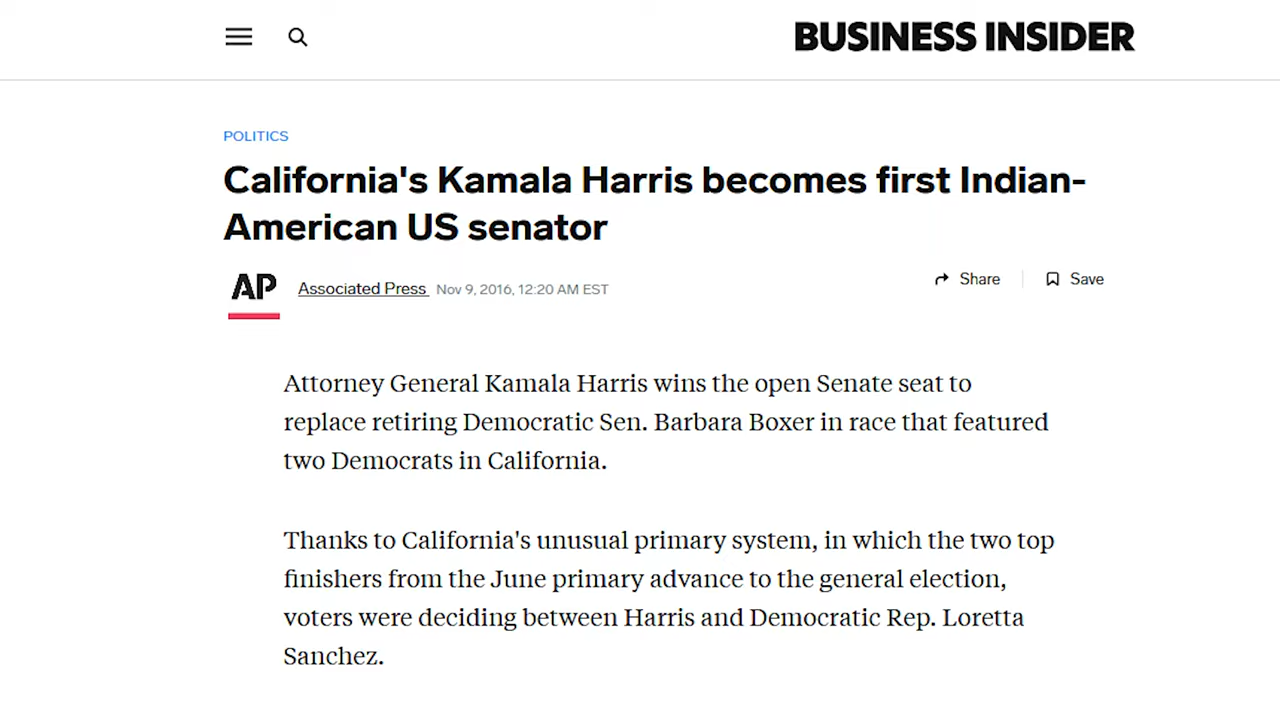 BUSINESS INSIDER
POLITICS
California's Kamala Harris becomes first Indian-
American US senator
AP
Associated Press Nov 9, 2016, 12:20 AM EST
Share
Save
Attorney General Kamala Harris wins the open Senate seat to
replace retiring Democratic Sen. Barbara Boxer in race that featured
two Democrats in California.
Thanks to California's unusual primary system, in which the two top
finishers from the June primary advance to the general election,
voters were deciding between Harris and Democratic Rep. Loretta
Sanchez.